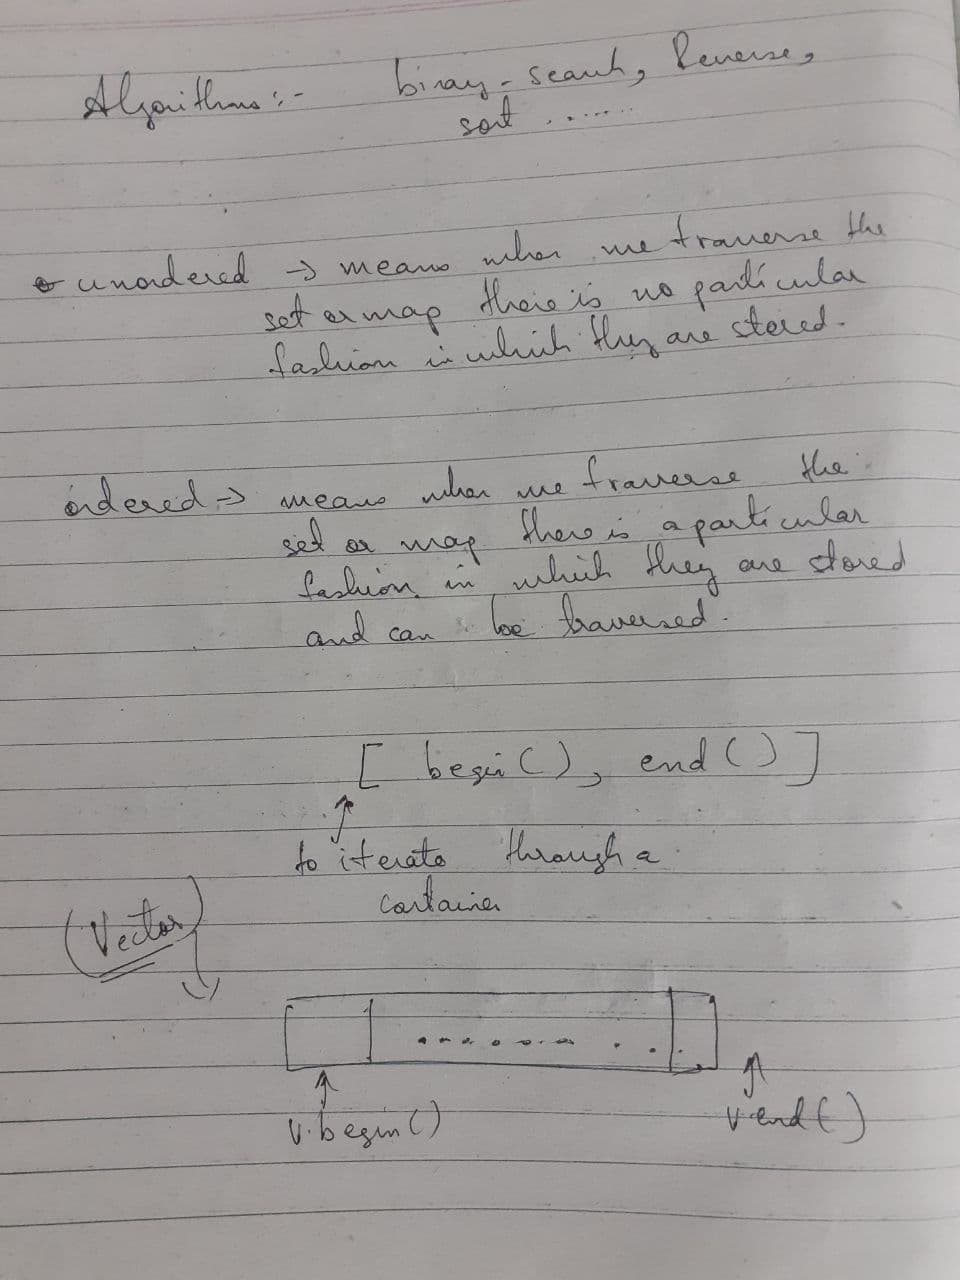 Algorithms :- binary-search, Reverse,
sort ......
unordered → means when we traverse the
set or map there is no particular
fashion in which they are stored.
ordered → means when we traverse the
set or map there is a particular
fashion in which they are stored
and can be traversed.
[ begin(), end() ]
to iterate through a
container
(Vector)
v.begin()
v.end()